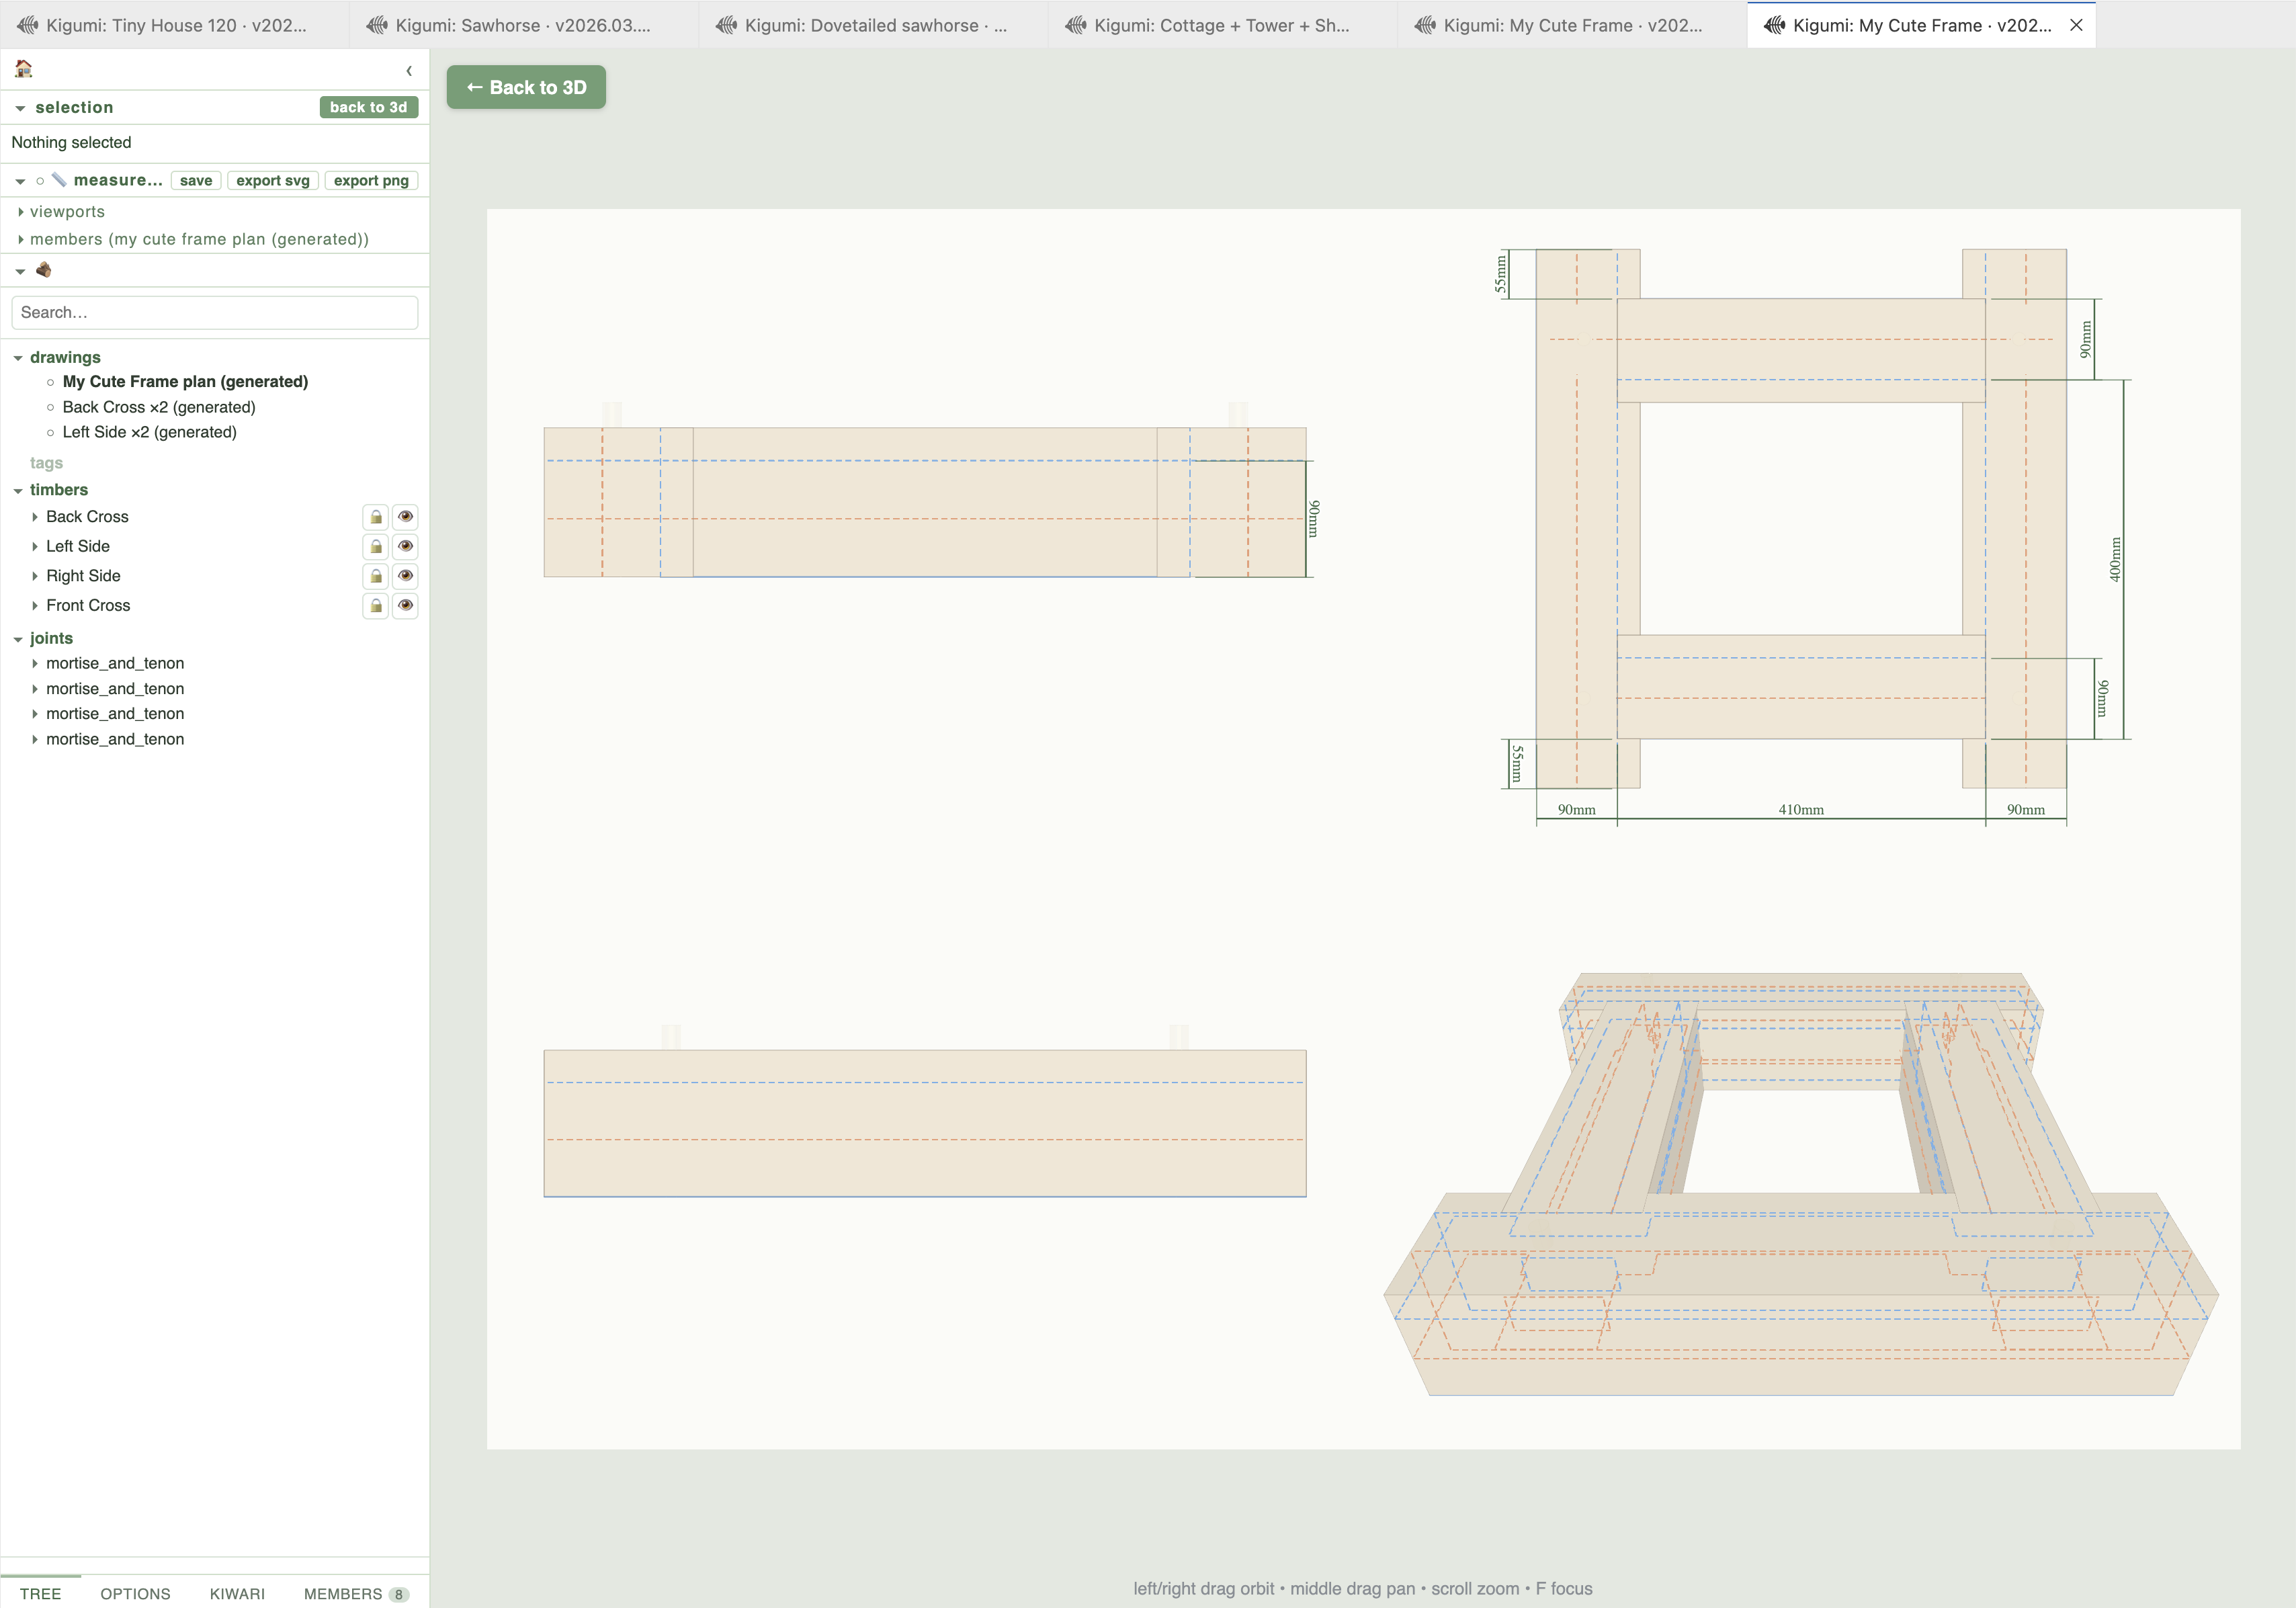 Kigumi: Tiny House 120 · v202...
Kigumi: Sawhorse · v2026.03....
Kigumi: Dovetailed sawhorse · ...
Kigumi: Cottage + Tower + Sh...
Kigumi: My Cute Frame · v202...
Kigumi: My Cute Frame · v202...
selection
back to 3d
Nothing selected
measure...
save
export svg
export png
viewports
members (my cute frame plan (generated))
Search…
drawings
My Cute Frame plan (generated)
Back Cross ×2 (generated)
Left Side ×2 (generated)
tags
timbers
Back Cross
Left Side
Right Side
Front Cross
joints
mortise_and_tenon
mortise_and_tenon
mortise_and_tenon
mortise_and_tenon
TREE
OPTIONS
KIWARI
MEMBERS 8
← Back to 3D
90mm
55mm
90mm
400mm
90mm
55mm
90mm
410mm
90mm
left/right drag orbit • middle drag pan • scroll zoom • F focus